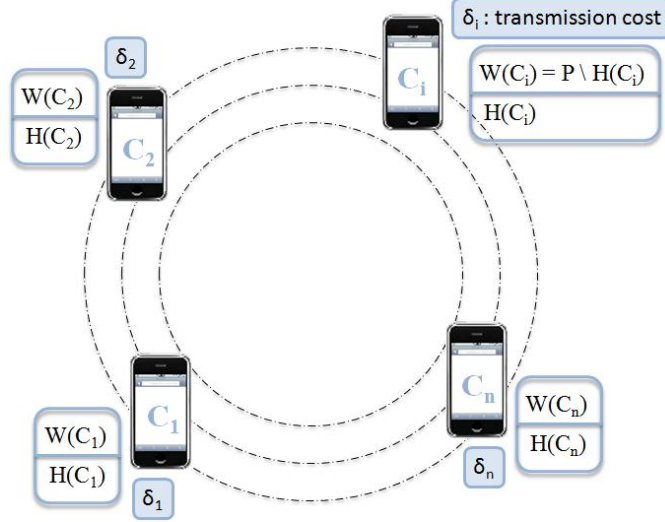 δi : transmission cost
δ2
Ci
W(Ci) = P \ H(Ci)
H(Ci)
W(C2)
H(C2)
C2
C1
Cn
W(C1)
H(C1)
δ1
W(Cn)
H(Cn)
δn